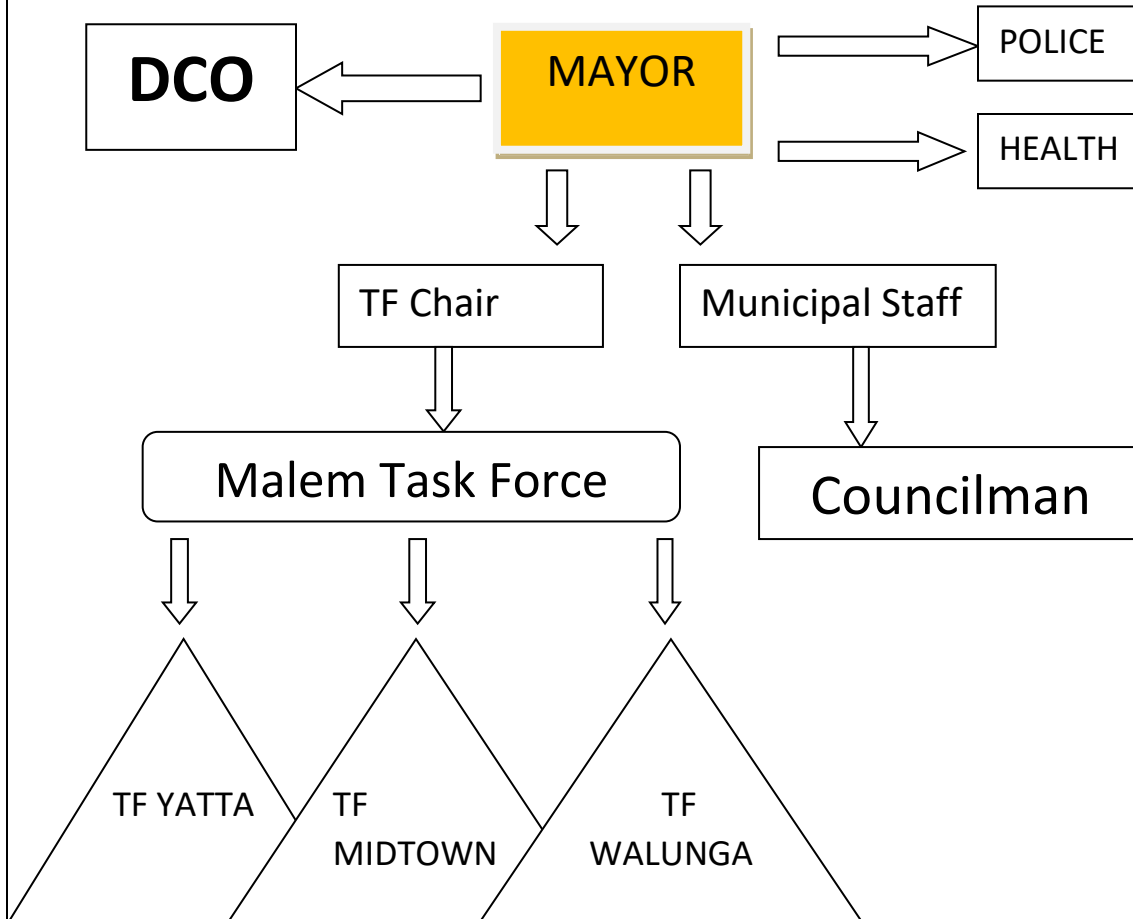 DCO
MAYOR
POLICE
HEALTH
TF Chair
Municipal Staff
Malem Task Force
Councilman
TF YATTA
TF
MIDTOWN
TF
WALUNGA